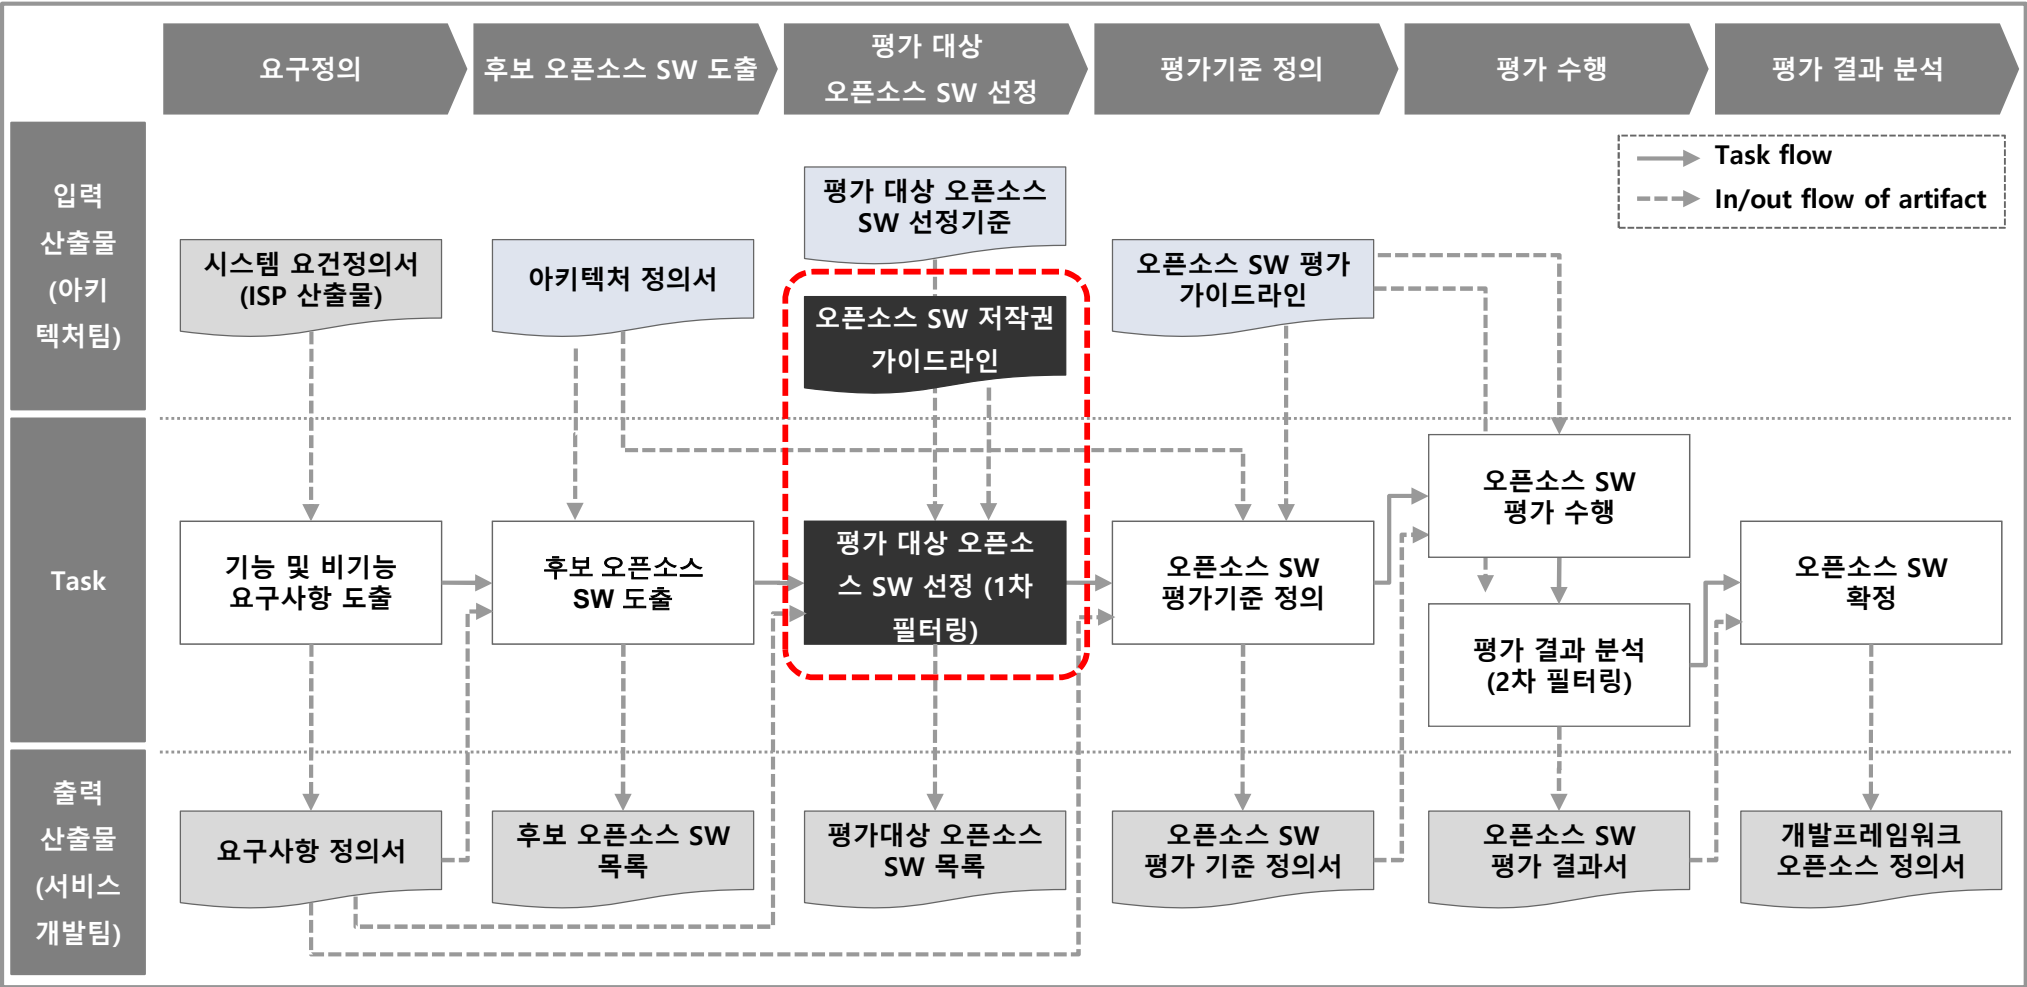 요구정의
후보 오픈소스 SW 도출
평가 대상
오픈소스 SW 선정
평가기준 정의
평가 수행
평가 결과 분석
입력
산출물
(아키
텍처팀)
Task flow
In/out flow of artifact
시스템 요건정의서
(ISP 산출물)
아키텍처 정의서
평가 대상 오픈소스
SW 선정기준
오픈소스 SW 저작권
가이드라인
오픈소스 SW 평가
가이드라인
Task
기능 및 비기능
요구사항 도출
후보 오픈소스
SW 도출
평가 대상 오픈소
스 SW 선정 (1차
필터링)
오픈소스 SW
평가기준 정의
오픈소스 SW
평가 수행
평가 결과 분석
(2차 필터링)
오픈소스 SW
확정
출력
산출물
(서비스
개발팀)
요구사항 정의서
후보 오픈소스 SW
목록
평가대상 오픈소스
SW 목록
오픈소스 SW
평가 기준 정의서
오픈소스 SW
평가 결과서
개발프레임워크
오픈소스 정의서